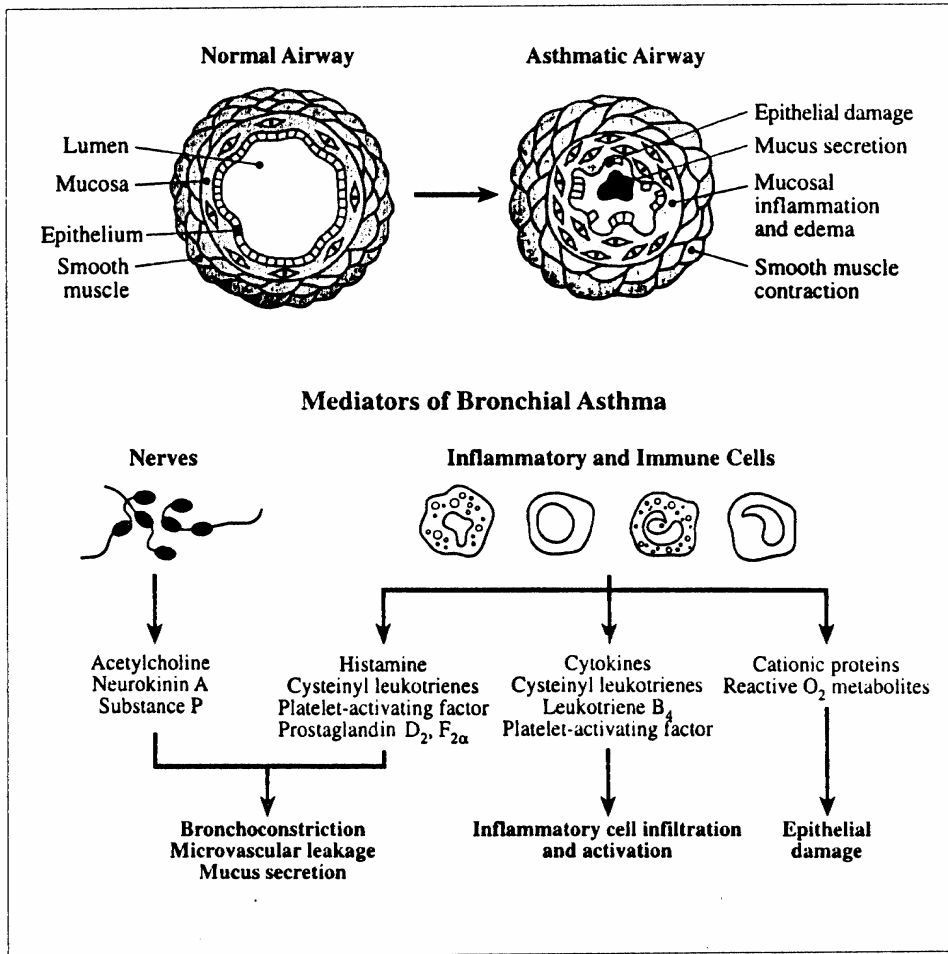 Normal Airway
Asthmatic Airway
Lumen
Mucosa
Epithelium
Smooth
muscle
Epithelial damage
Mucus secretion
Mucosal
inflammation
and edema
Smooth muscle
contraction
Mediators of Bronchial Asthma
Nerves
Inflammatory and Immune Cells
Acetylcholine
Neurokinin A
Substance P
Histamine
Cysteinyl leukotrienes
Platelet-activating factor
Prostaglandin D₂, F₂α
Cytokines
Cysteinyl leukotrienes
Leukotriene B₄
Platelet-activating factor
Cationic proteins
Reactive O₂ metabolites
Bronchoconstriction
Microvascular leakage
Mucus secretion
Inflammatory cell infiltration
and activation
Epithelial
damage